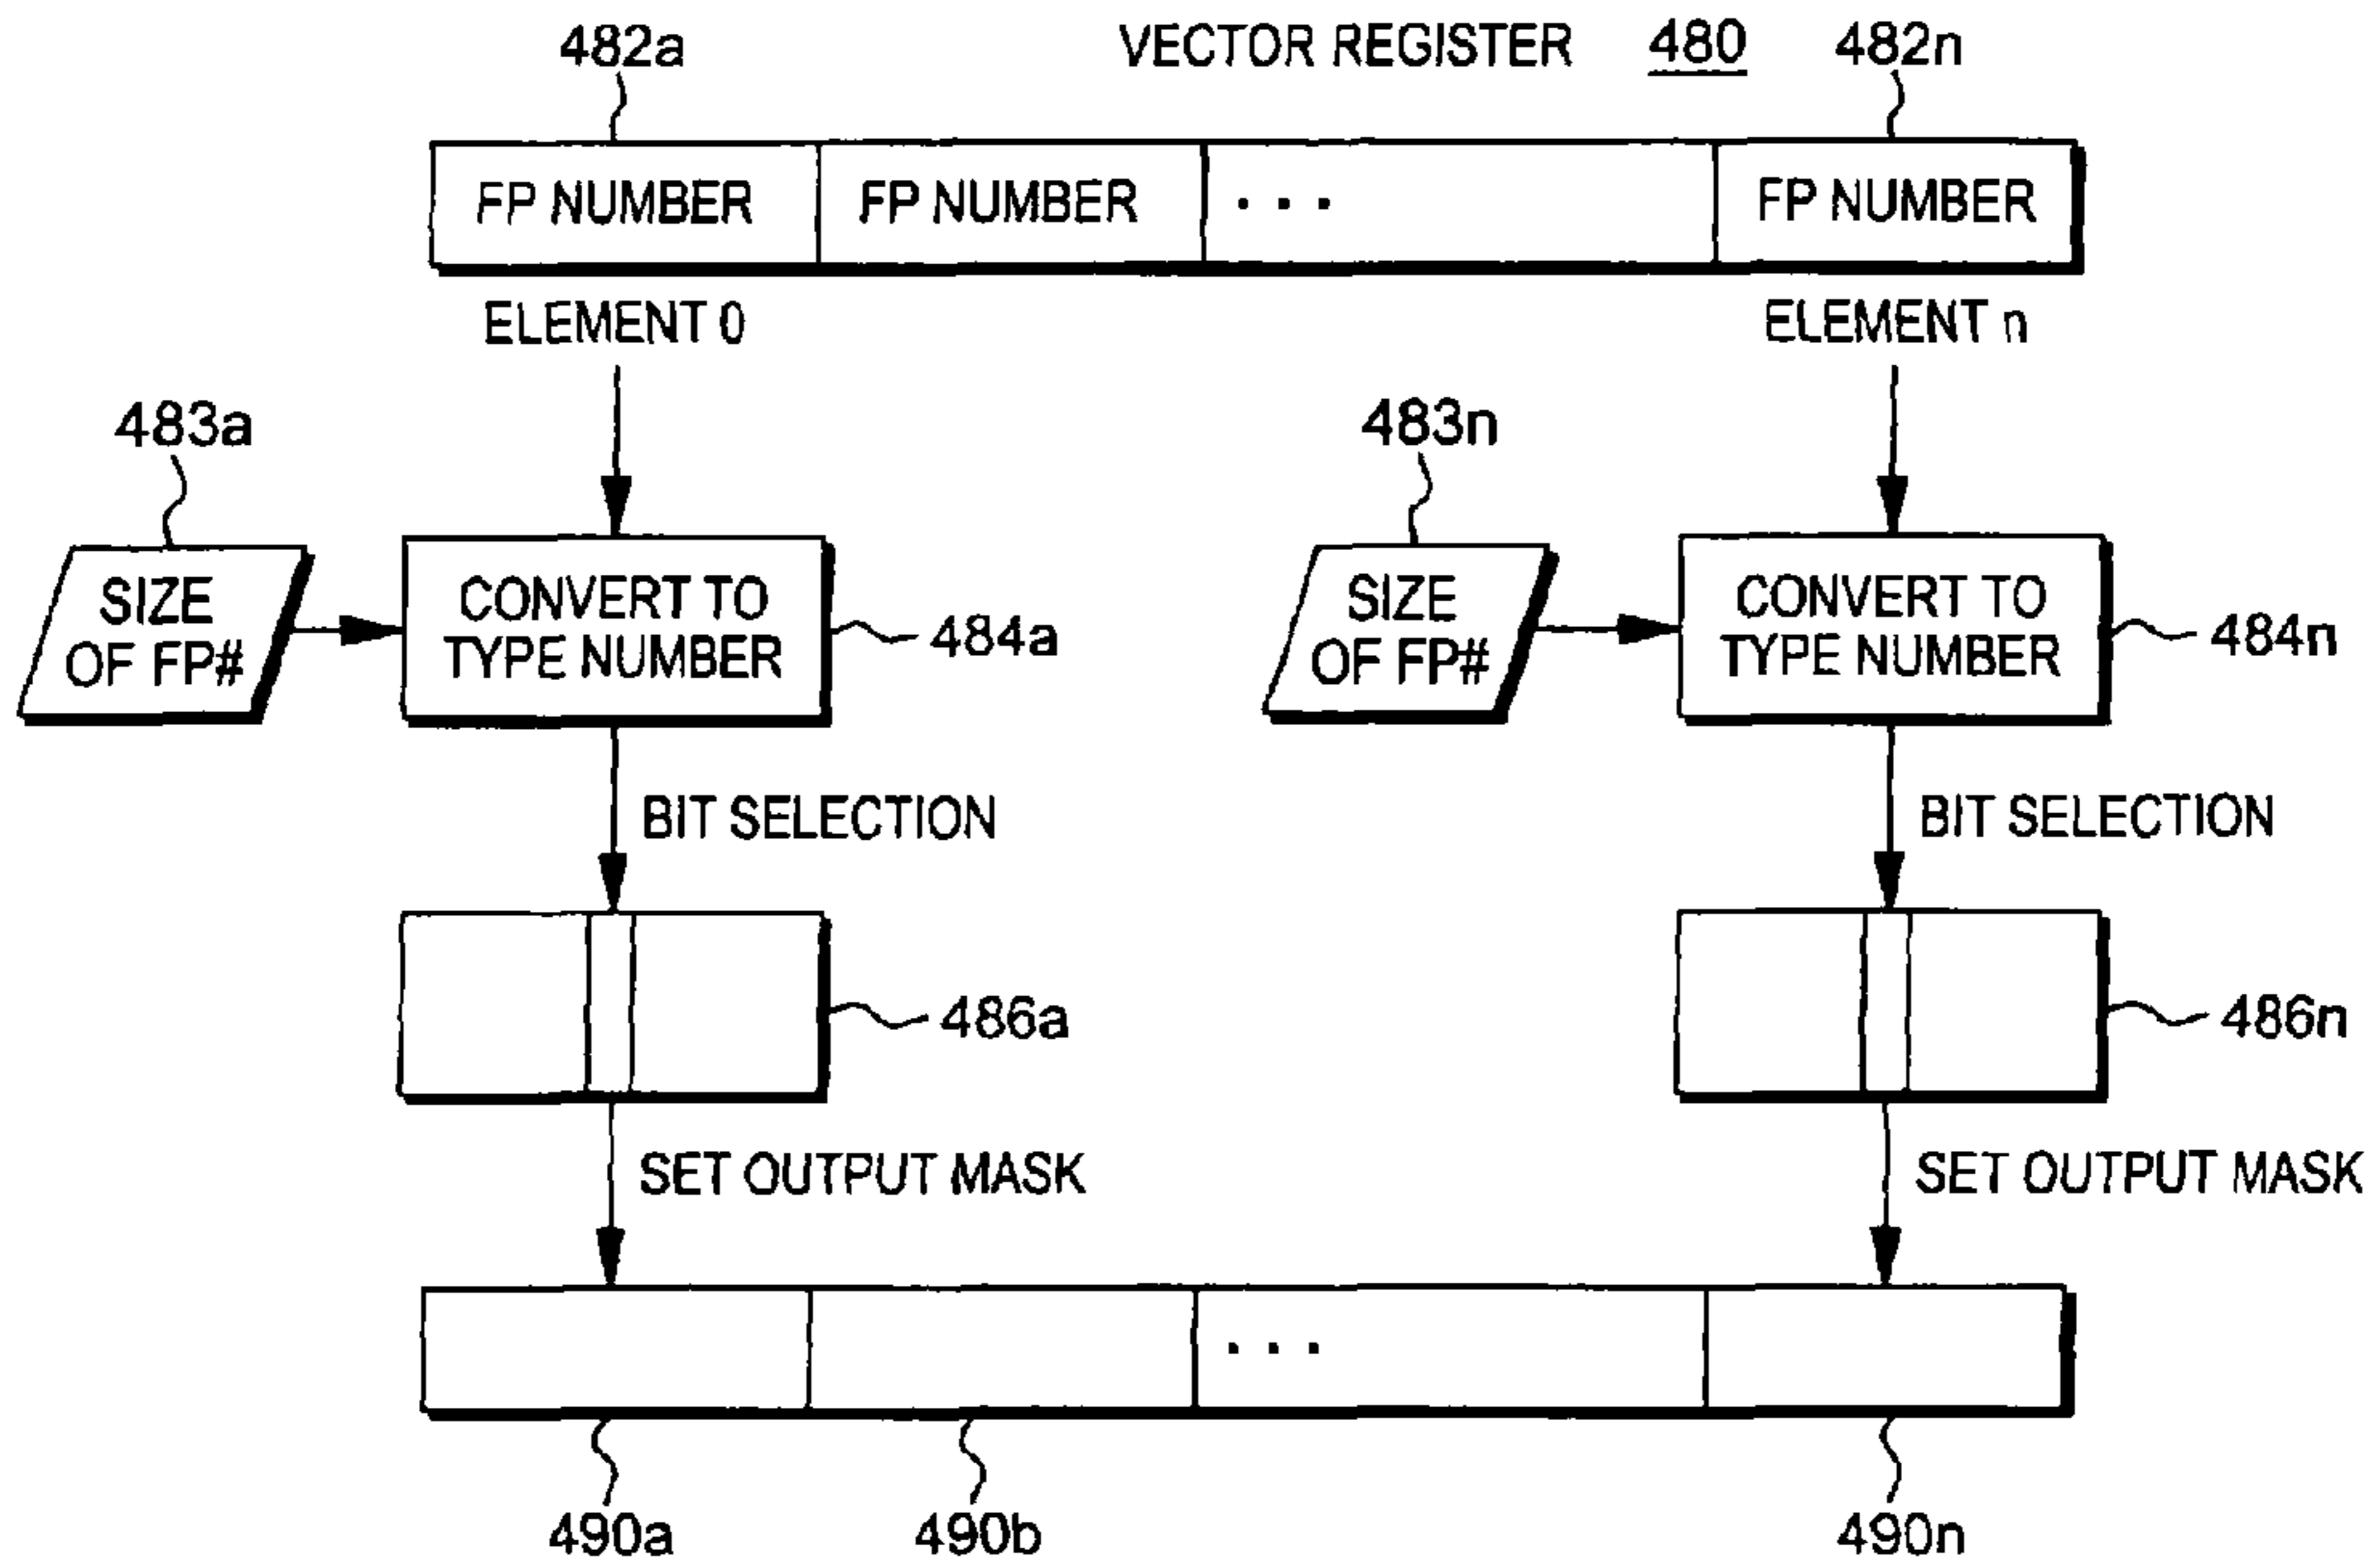 482a
VECTOR REGISTER 480
482n
FP NUMBER
FP NUMBER
. . .
FP NUMBER
ELEMENT 0
ELEMENT n
483a
483n
SIZE
OF FP#
CONVERT TO
TYPE NUMBER
484a
SIZE
OF FP#
CONVERT TO
TYPE NUMBER
484n
BIT SELECTION
BIT SELECTION
486a
486n
SET OUTPUT MASK
SET OUTPUT MASK
. . .
490a
490b
490n